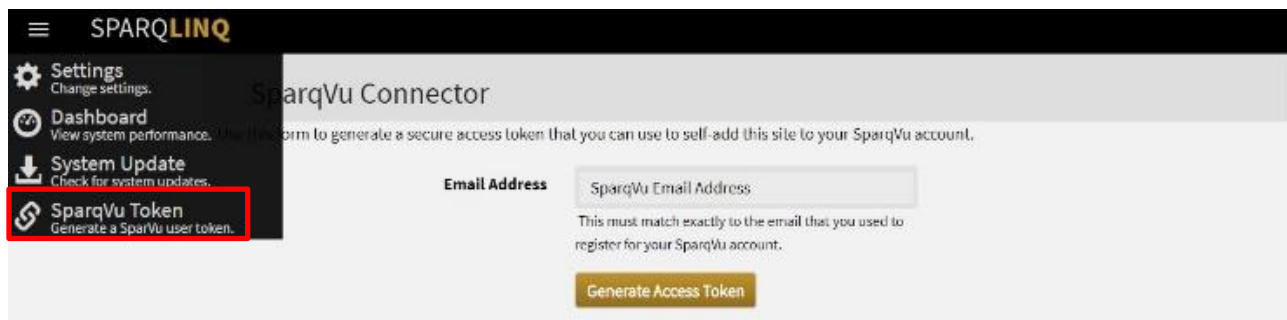 SPARQLINQ
Settings
Change settings.
Dashboard
View system performance.
System Update
Check for system updates.
SparqVu Token
Generate a SparVu user token.
SparqVu Connector
form to generate a secure access token that you can use to self-add this site to your SparqVu account.
Email Address
SparqVu Email Address
This must match exactly to the email that you used to
register for your SparqVu account.
Generate Access Token